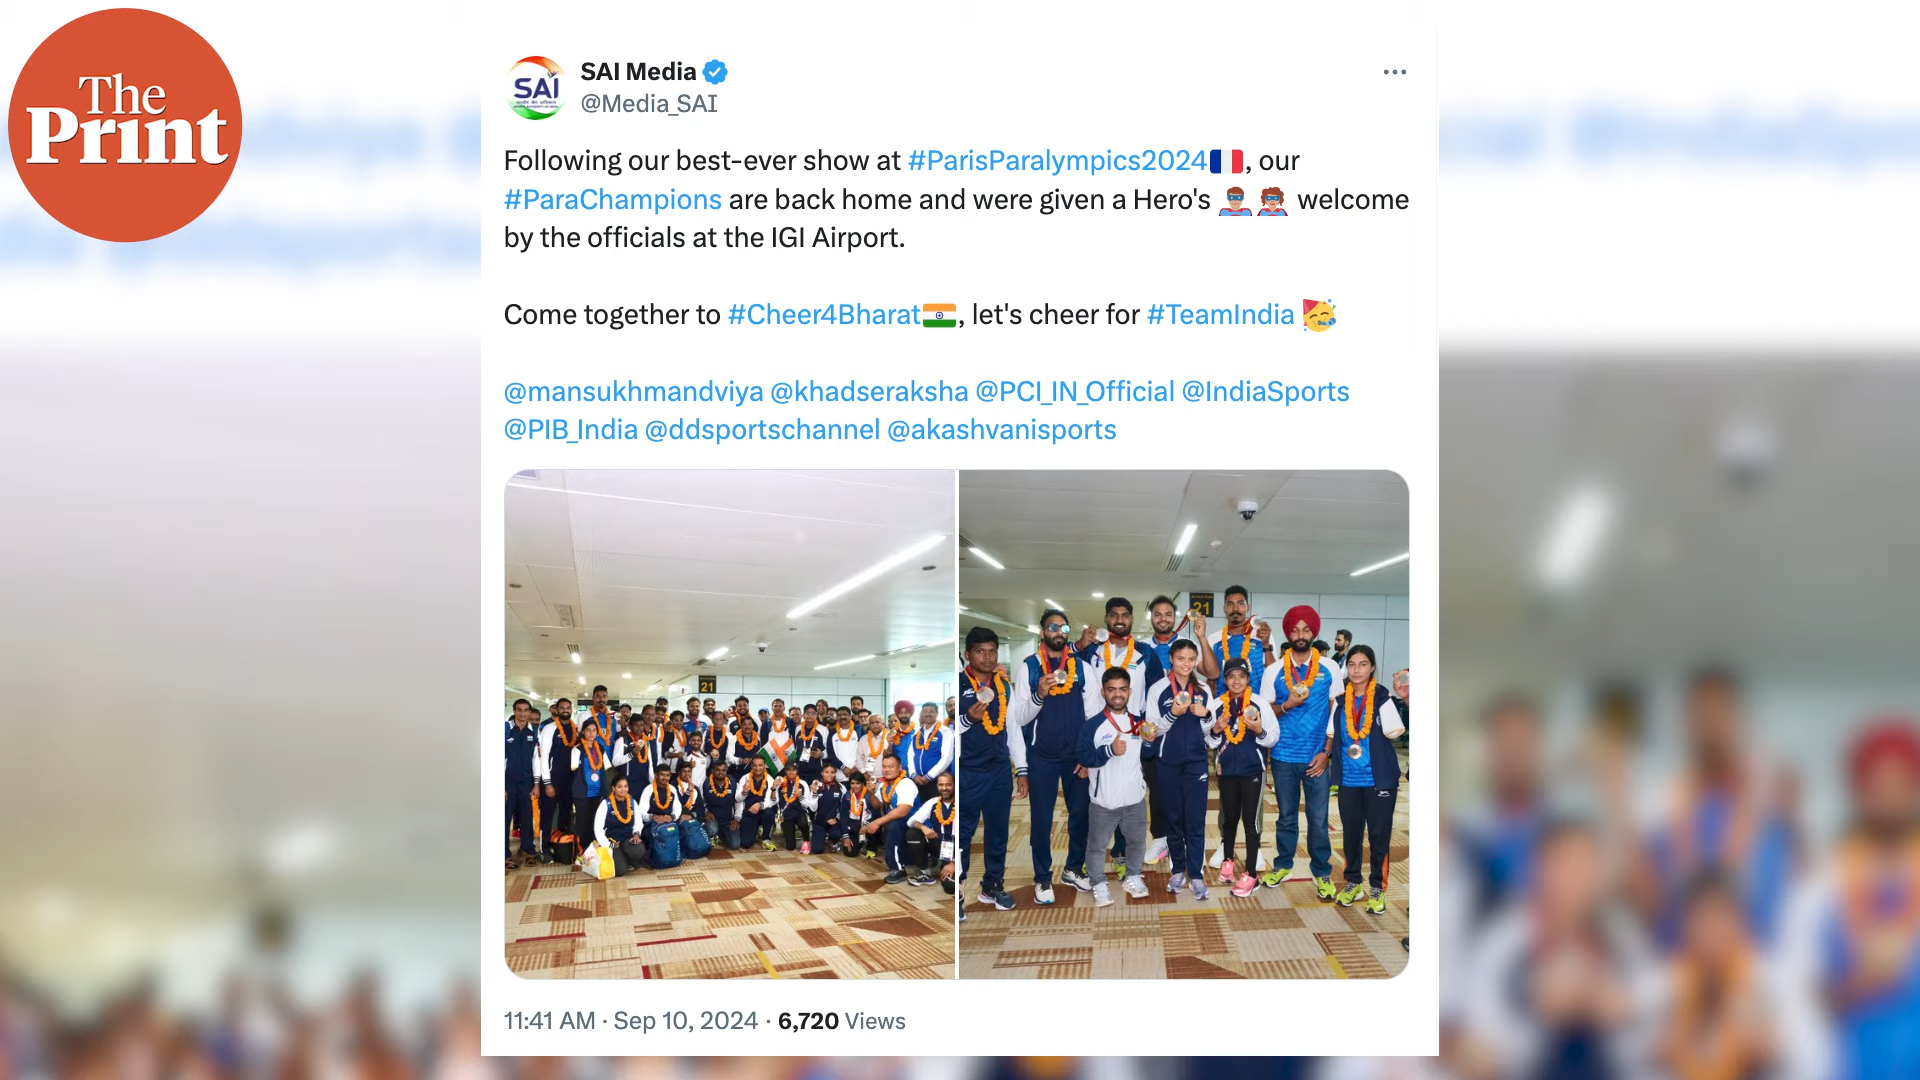 The
Print
SAI
SAI Media
@Media_SAI
Following our best-ever show at #ParisParalympics2024🇫🇷, our
#ParaChampions are back home and were given a Hero's 🦸🏽‍♂️🦸🏽‍♀️ welcome
by the officials at the IGI Airport.
Come together to #Cheer4Bharat🇮🇳, let's cheer for #TeamIndia 🥳
@mansukhmandviya @khadseraksha @PCI_IN_Official @IndiaSports
@PIB_India @ddsportschannel @akashvanisports
21
21
11:41 AM · Sep 10, 2024 · 6,720 Views